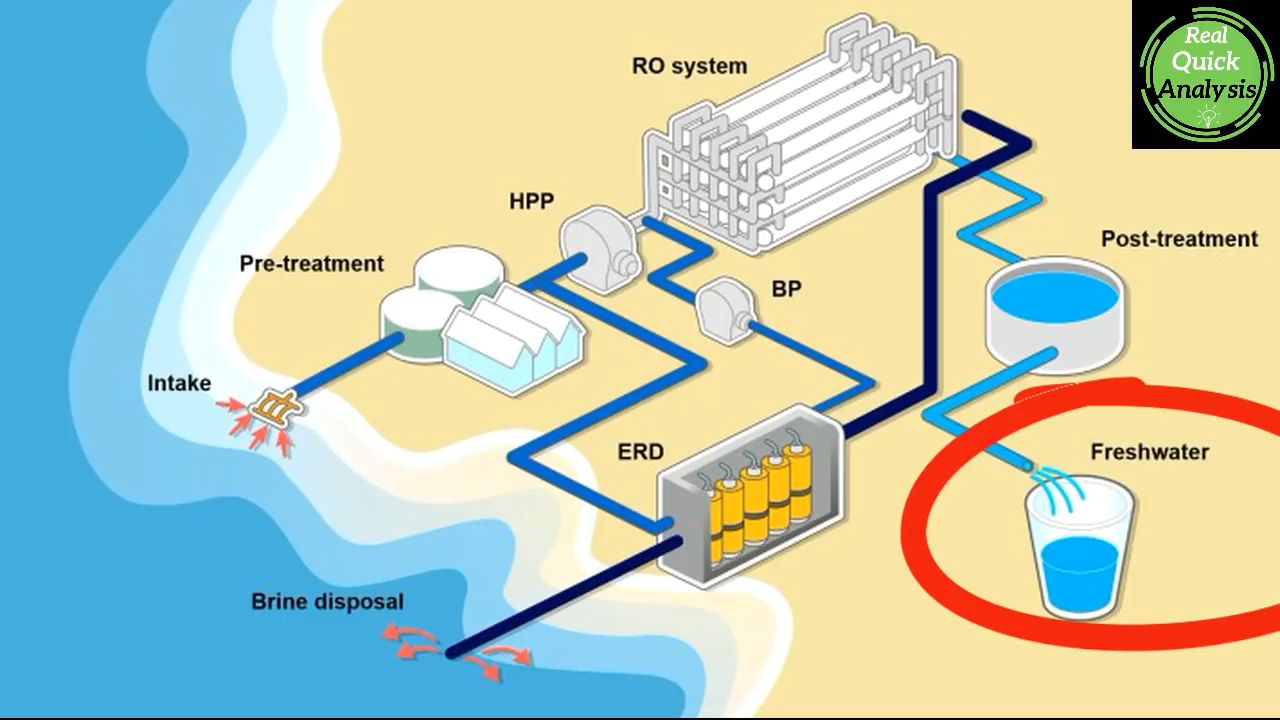 Real
Quick
Analysis
RO system
HPP
Pre-treatment
Post-treatment
BP
Intake
ERD
Freshwater
Brine disposal